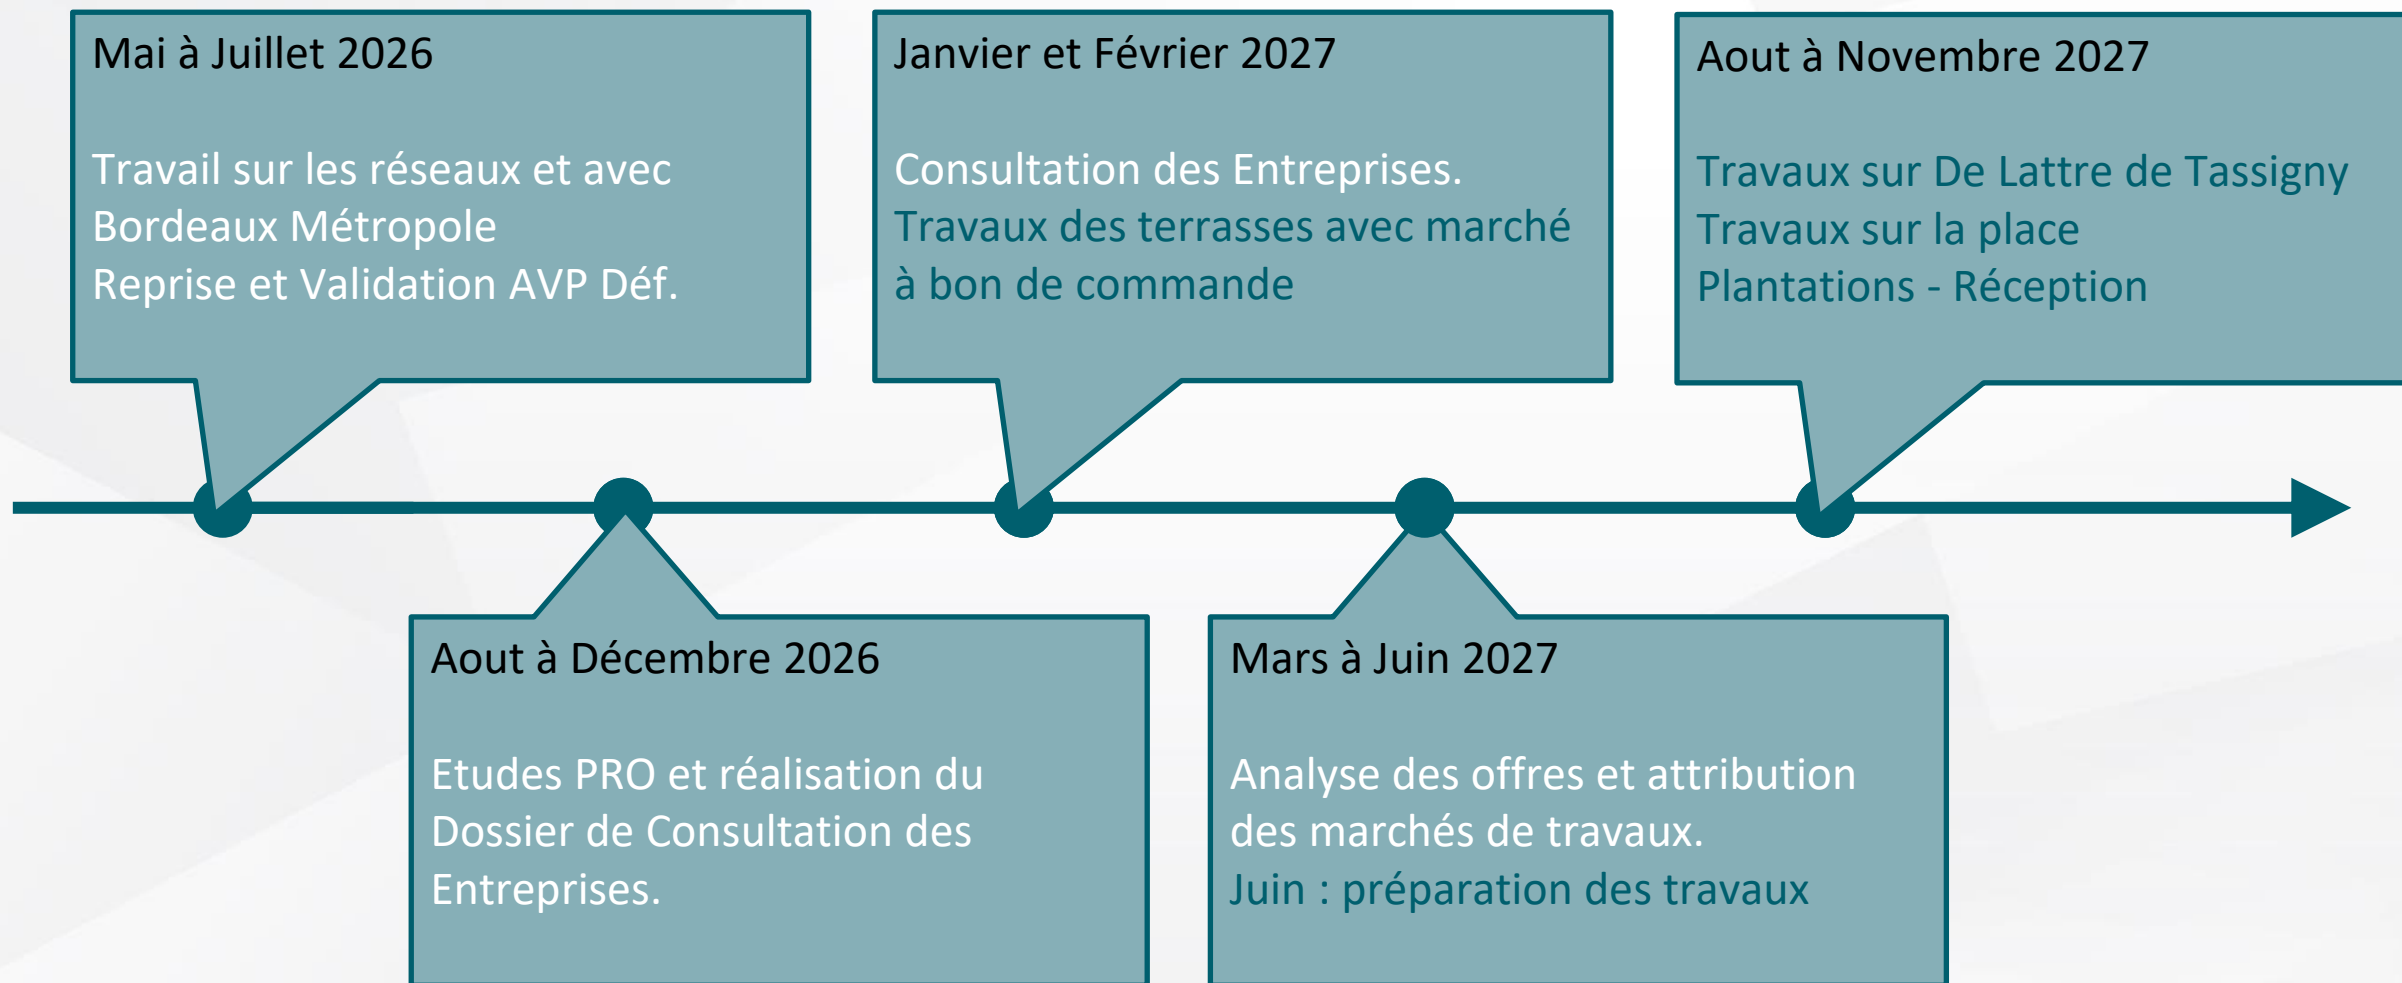 Mai à Juillet 2026
Travail sur les réseaux et avec
Bordeaux Métropole
Reprise et Validation AVP Déf.
Aout à Décembre 2026
Etudes PRO et réalisation du
Dossier de Consultation des
Entreprises.
Janvier et Février 2027
Consultation des Entreprises.
Travaux des terrasses avec marché
à bon de commande
Mars à Juin 2027
Analyse des offres et attribution
des marchés de travaux.
Juin : préparation des travaux
Aout à Novembre 2027
Travaux sur De Lattre de Tassigny
Travaux sur la place
Plantations - Réception